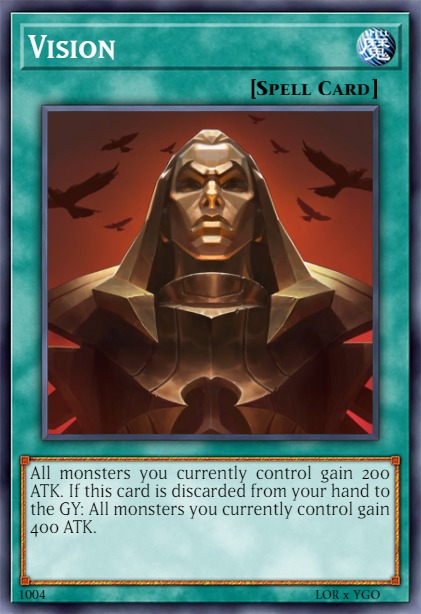 Vision
魔
[Spell Card]
All monsters you currently control gain 200
ATK. If this card is discarded from your hand to
the GY: All monsters you currently control gain
400 ATK.
1004 LOR x YGO